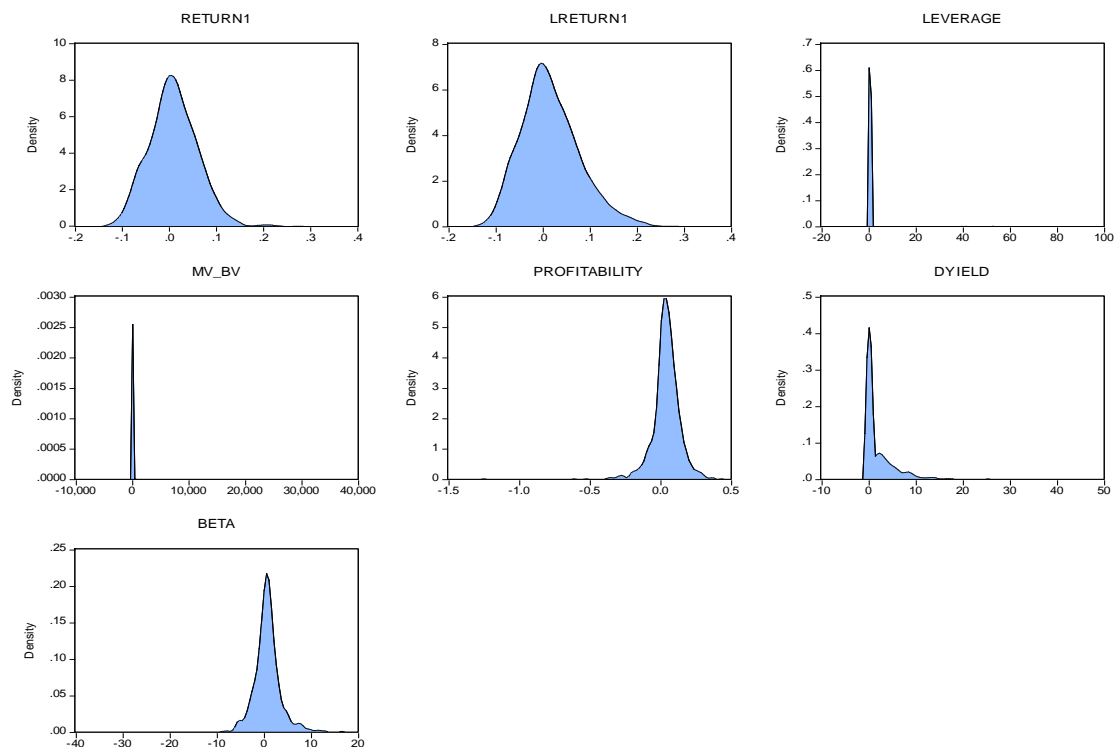 RETURN1 LRETURN1 LEVERAGE
10
8
6
4
2
0
Density
-.2 -.1 .0 .1 .2 .3 .4
8
6
4
2
0
Density
-.2 -.1 .0 .1 .2 .3 .4
.7
.6
.5
.4
.3
.2
.1
.0
Density
-20 0 20 40 60 80 100
MV_BV PROFITABILITY DYIELD
.0030
.0025
.0020
.0015
.0010
.0005
.0000
Density
-10,000 0 10,000 20,000 30,000 40,000
6
5
4
3
2
1
0
Density
-1.5 -1.0 -0.5 0.0 0.5
.5
.4
.3
.2
.1
.0
Density
-10 0 10 20 30 40 50
BETA
.25
.20
.15
.10
.05
.00
Density
-40 -30 -20 -10 0 10 20